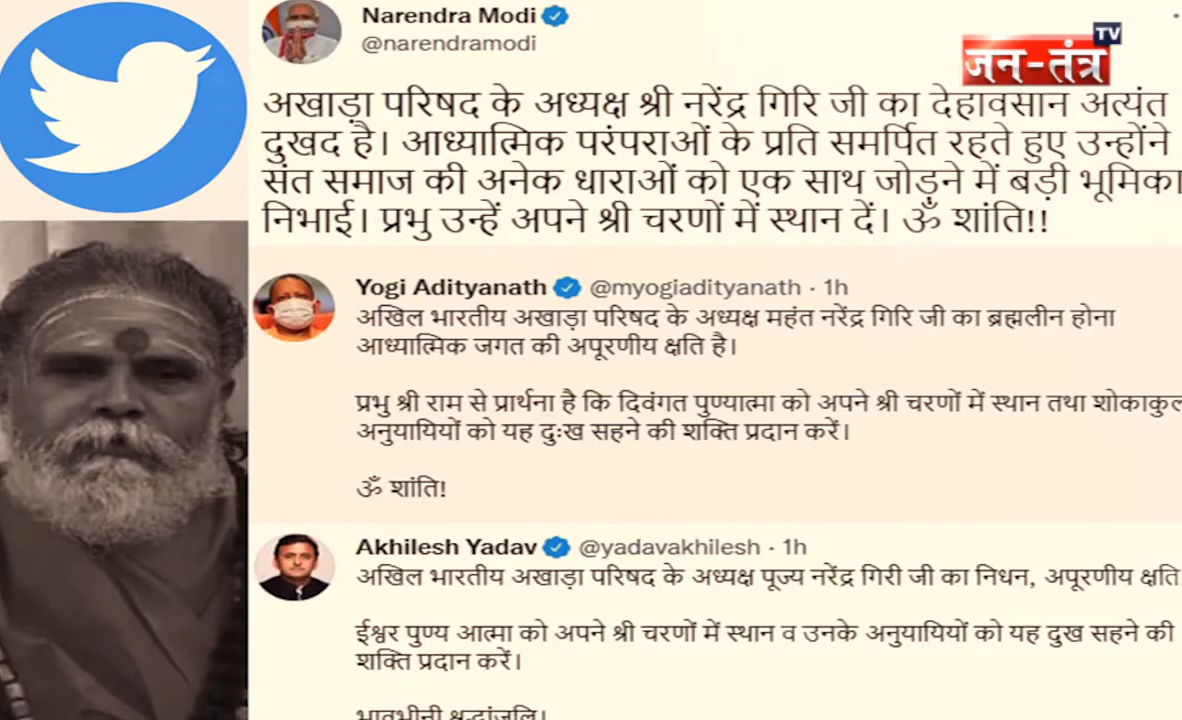 Narendra Modi
@narendramodi
जन-तंत्र TV
अखाड़ा परिषद के अध्यक्ष श्री नरेंद्र गिरि जी का देहावसान अत्यंत
दुखद है। आध्यात्मिक परंपराओं के प्रति समर्पित रहते हुए उन्होंने
संत समाज की अनेक धाराओं को एक साथ जोड़ने में बड़ी भूमिका
निभाई। प्रभु उन्हें अपने श्री चरणों में स्थान दें। ॐ शांति!!
Yogi Adityanath @myogiadityanath · 1h
अखिल भारतीय अखाड़ा परिषद के अध्यक्ष महंत नरेंद्र गिरि जी का ब्रह्मलीन होना
आध्यात्मिक जगत की अपूरणीय क्षति है।
प्रभु श्री राम से प्रार्थना है कि दिवंगत पुण्यात्मा को अपने श्री चरणों में स्थान तथा शोकाकुल
अनुयायियों को यह दुःख सहने की शक्ति प्रदान करें।
ॐ शांति!
Akhilesh Yadav @yadavakhilesh · 1h
अखिल भारतीय अखाड़ा परिषद के अध्यक्ष पूज्य नरेंद्र गिरी जी का निधन, अपूरणीय क्षति
ईश्वर पुण्य आत्मा को अपने श्री चरणों में स्थान व उनके अनुयायियों को यह दुख सहने की
शक्ति प्रदान करें।
भावभीनी श्रद्धांजलि।